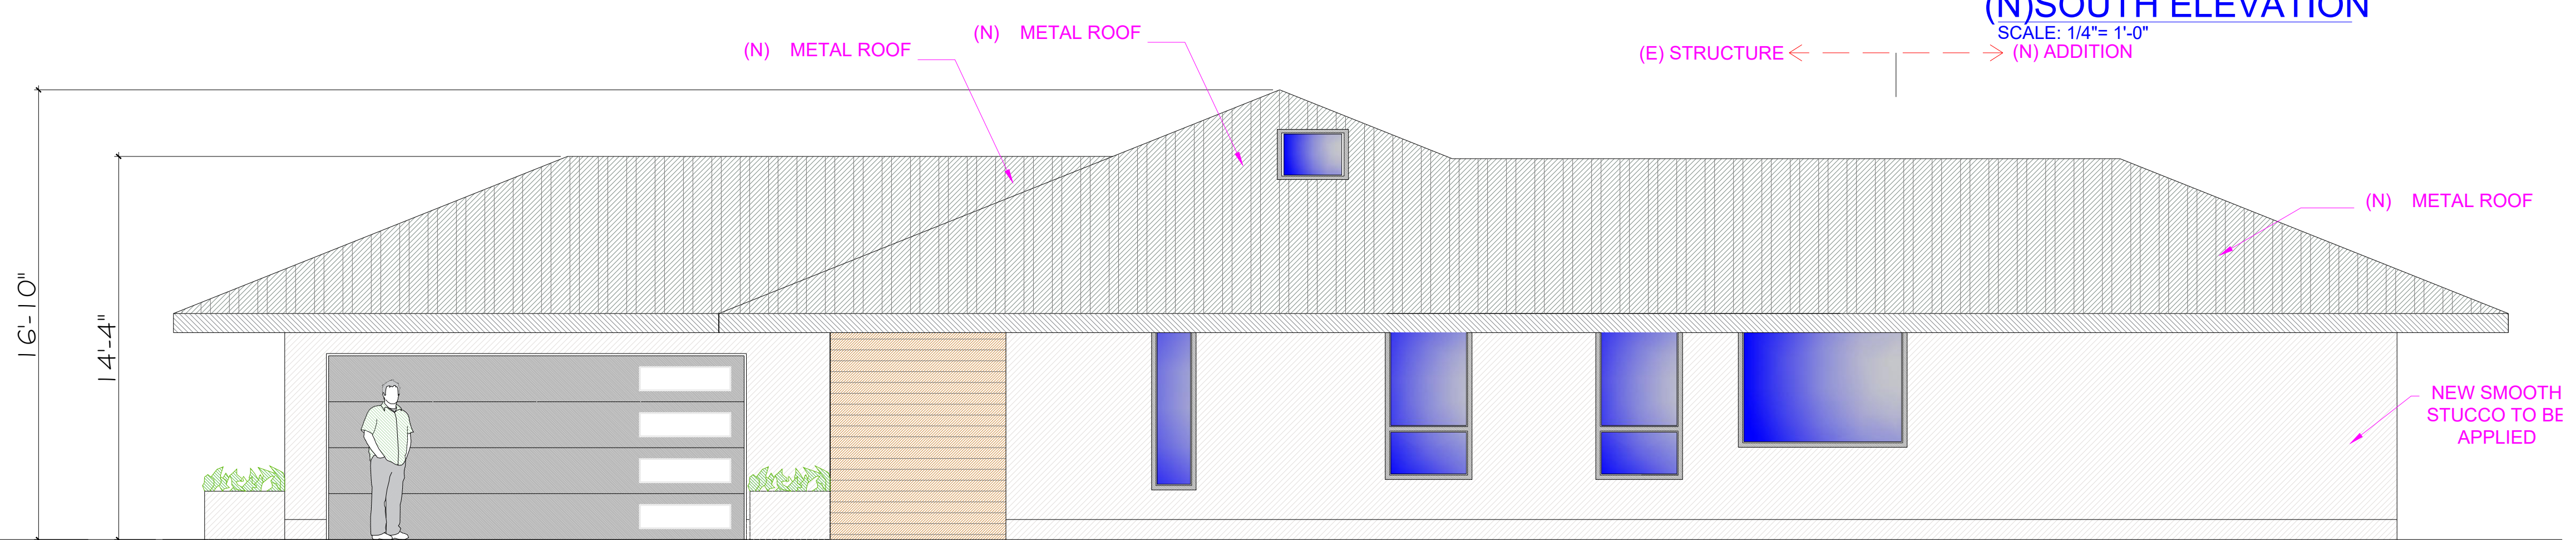 (N)SOUTH ELEVATION
SCALE: 1/4"= 1'-0"
(N) METAL ROOF
(N) METAL ROOF
(E) STRUCTURE
(N) ADDITION
(N) METAL ROOF
16'-10"
14'-4"
NEW SMOOTH
STUCCO TO BE
APPLIED